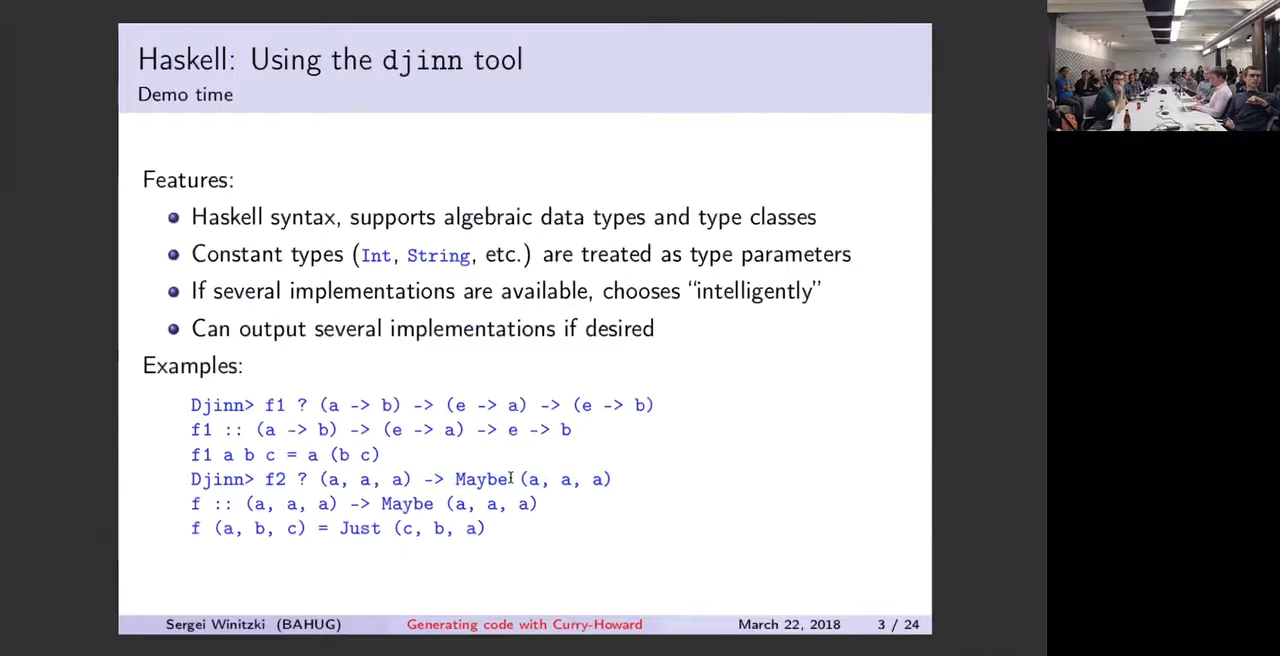 Haskell: Using the djinn tool
Demo time
Features:
Haskell syntax, supports algebraic data types and type classes
Constant types (Int, String, etc.) are treated as type parameters
If several implementations are available, chooses “intelligently”
Can output several implementations if desired
Examples:
Djinn> f1 ? (a -> b) -> (e -> a) -> (e -> b)
f1 :: (a -> b) -> (e -> a) -> e -> b
f1 a b c = a (b c)
Djinn> f2 ? (a, a, a) -> Maybe (a, a, a)
f :: (a, a, a) -> Maybe (a, a, a)
f (a, b, c) = Just (c, b, a)
Sergei Winitzki (BAHUG) Generating code with Curry-Howard March 22, 2018 3 / 24